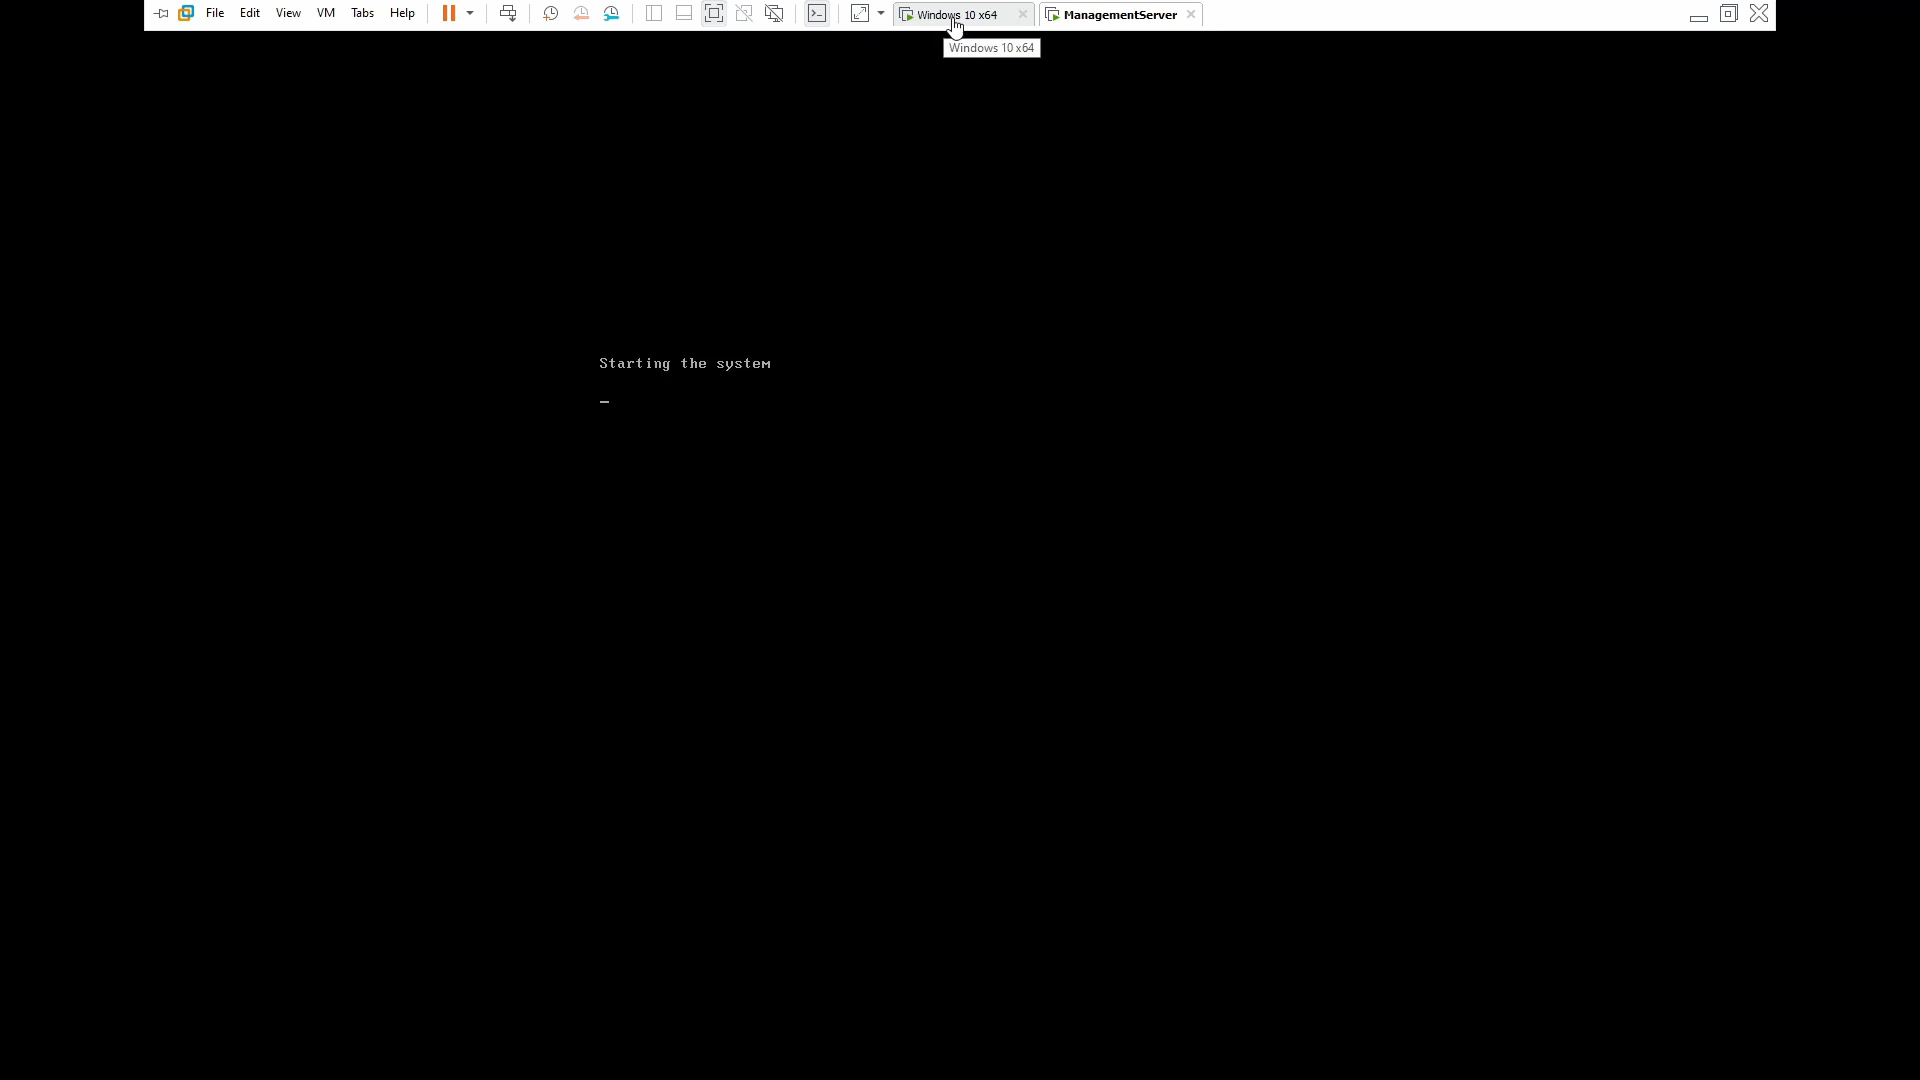 File Edit View VM Tabs Help Windows 10 x64 ManagementServer
Windows 10 x64
Starting the system
_